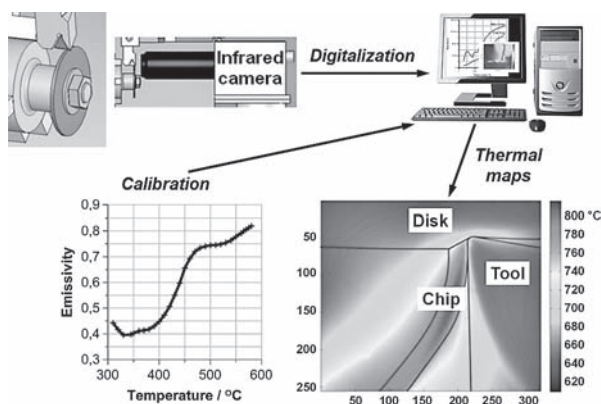 Infrared
camera
Digitalization
Calibration
Thermal
maps
0,9
0,8
0,7
0,6
0,5
0,4
0,3
Emissivity
300 400 500 600
Temperature / °C
Disk
Tool
Chip
50
100
150
200
250
50 100 150 200 250 300
800 °C
780
760
740
720
700
680
660
640
620